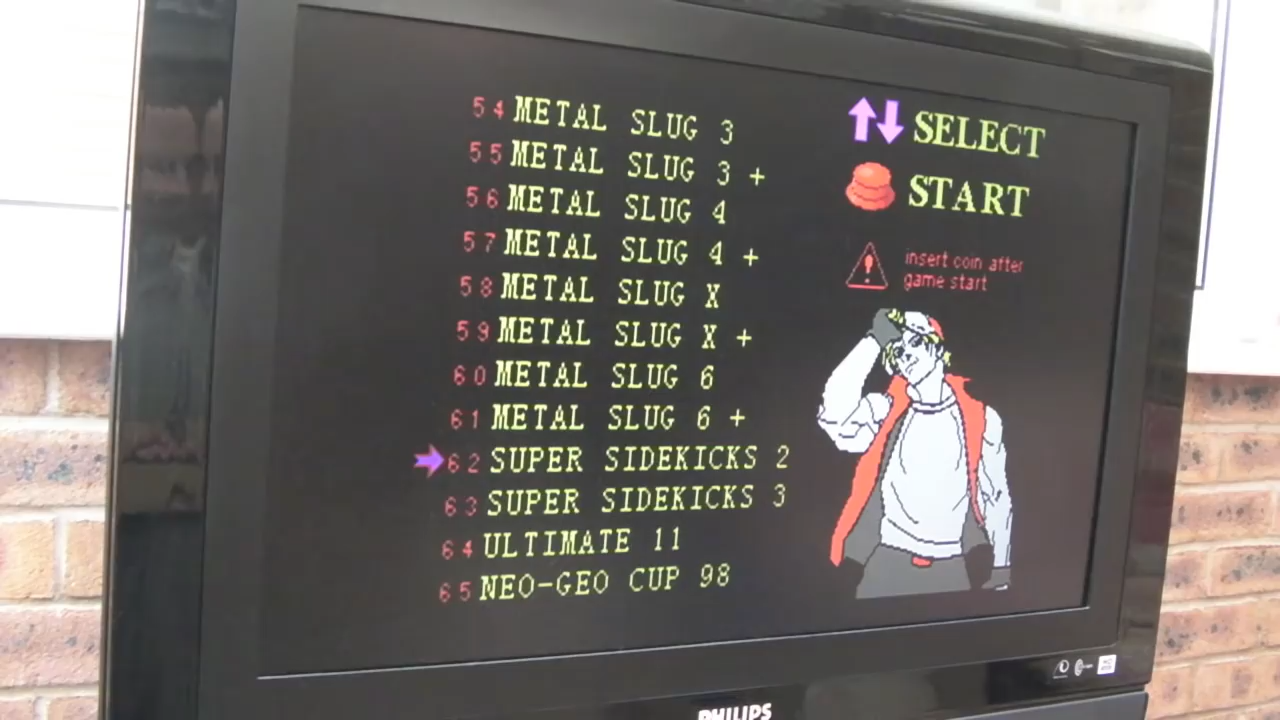 54 METAL SLUG 3
55 METAL SLUG 3 +
56 METAL SLUG 4
57 METAL SLUG 4 +
58 METAL SLUG X
59 METAL SLUG X +
60 METAL SLUG 6
61 METAL SLUG 6 +
62 SUPER SIDEKICKS 2
63 SUPER SIDEKICKS 3
64 ULTIMATE 11
65 NEO-GEO CUP 98
SELECT
START
insert coin after
game start
PHILIPS